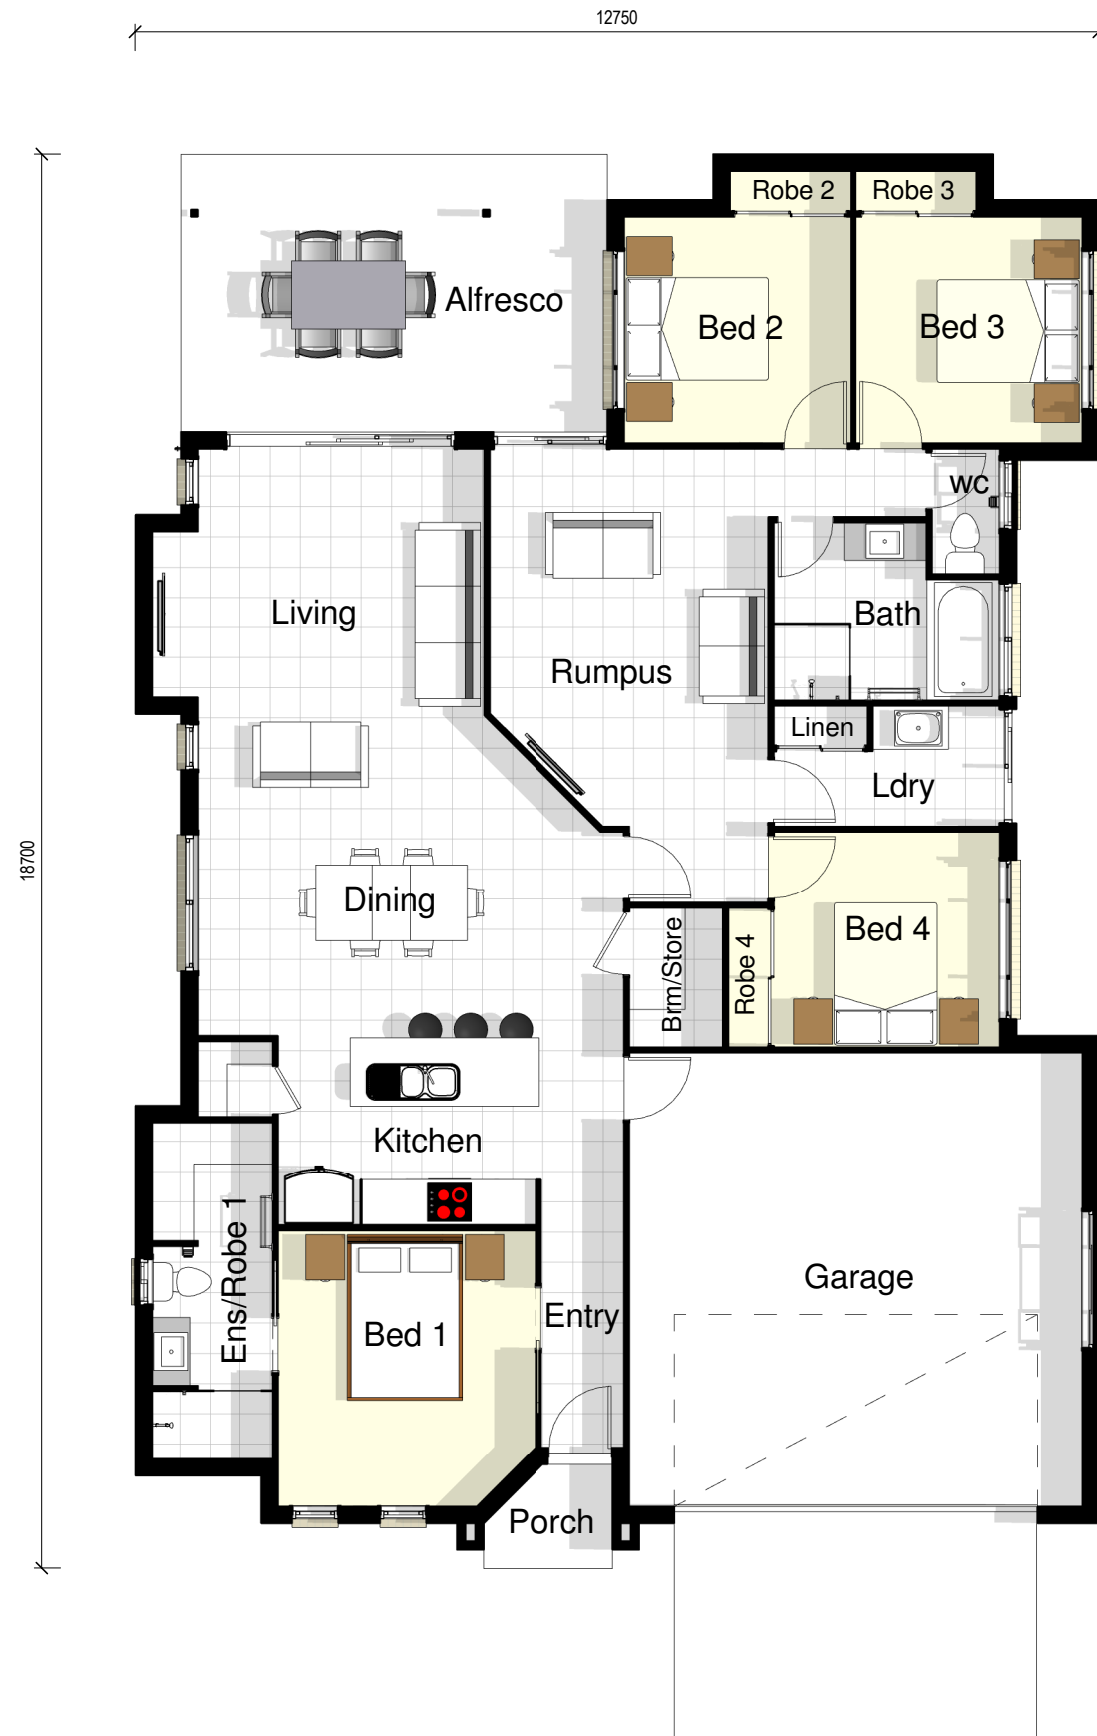 12750
Robe 2
Robe 3
Alfresco
Bed 2
Bed 3
wc
Living
Bath
Rumpus
Linen
Ldry
18700
Dining
Brm/Store
Robe 4
Bed 4
Kitchen
Ens/Robe 1
Bed 1
Entry
Garage
Porch